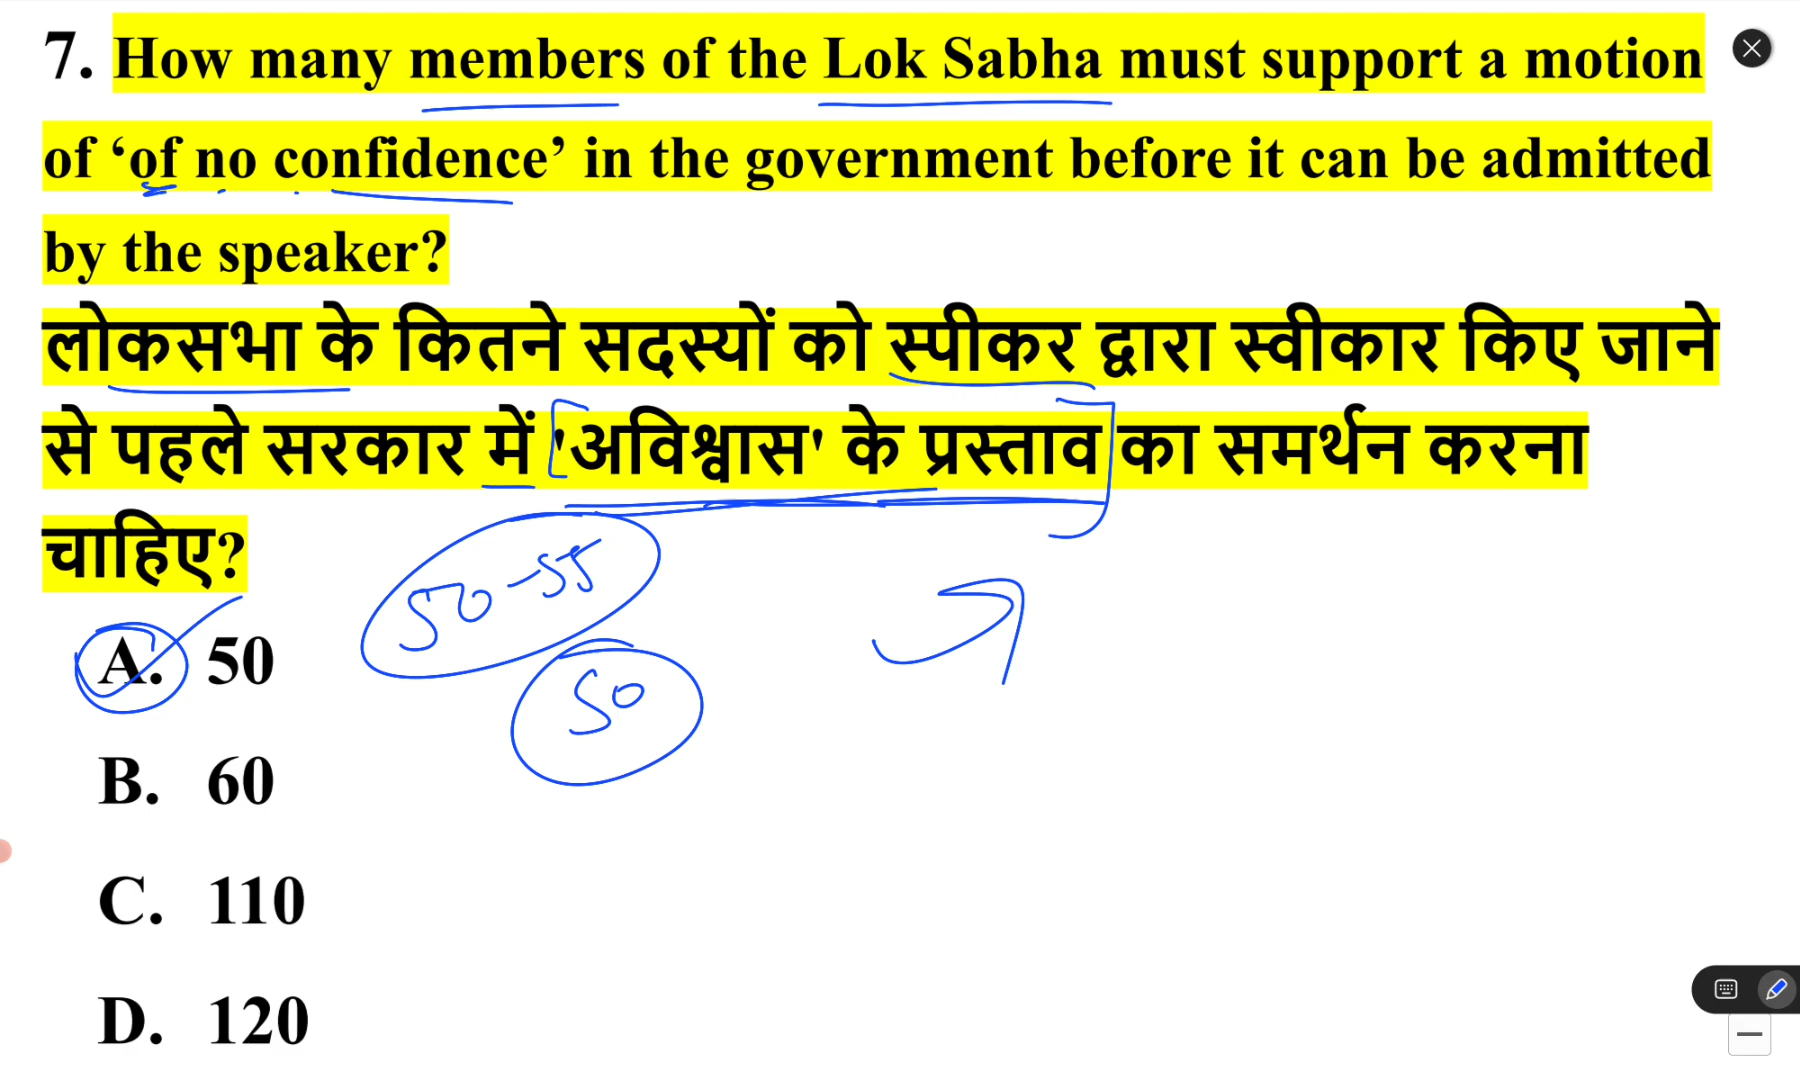 7. How many members of the Lok Sabha must support a motion
of ‘of no confidence’ in the government before it can be admitted
by the speaker?
लोकसभा के कितने सदस्यों को स्पीकर द्वारा स्वीकार किए जाने
से पहले सरकार में 'अविश्वास' के प्रस्ताव का समर्थन करना
चाहिए?
50-55
A. 50
50
B. 60
C. 110
D. 120